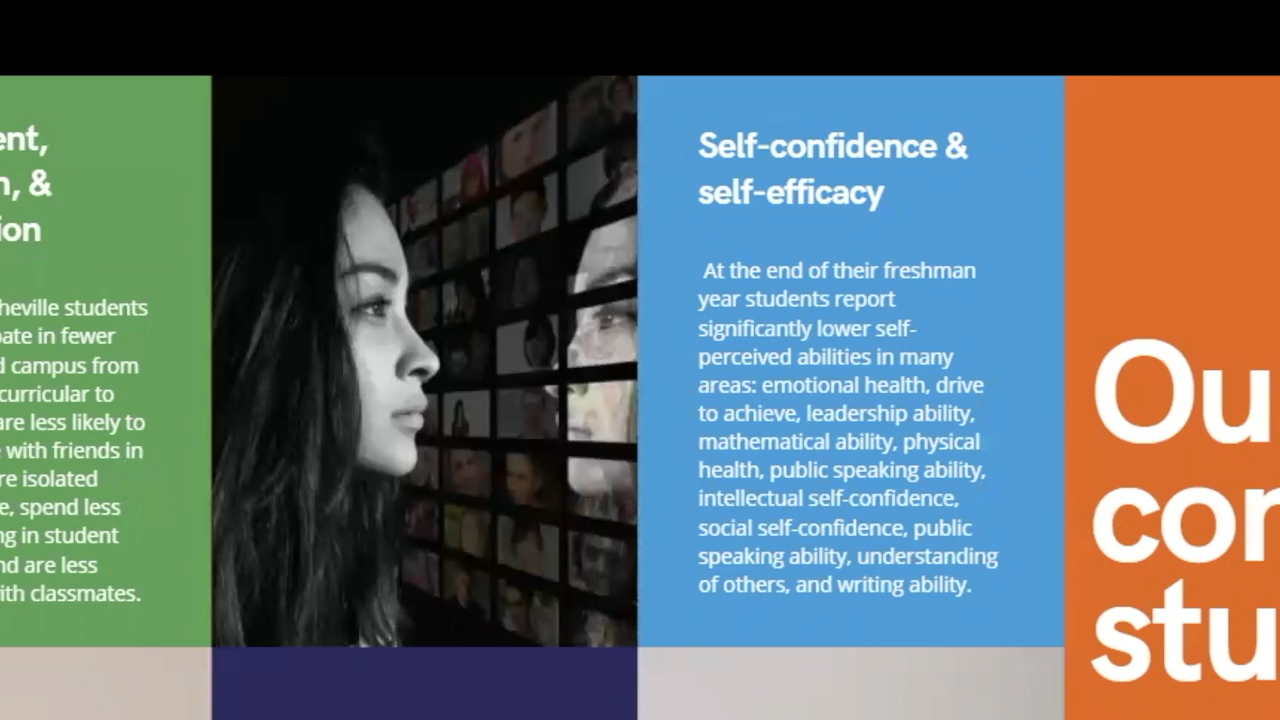 ent,
n, &
ion
heville students
pate in fewer
d campus from
curricular to
are less likely to
e with friends in
re isolated
e, spend less
ng in student
nd are less
ith classmates.
Self-confidence &
self-efficacy
At the end of their freshman
year students report
significantly lower self-
perceived abilities in many
areas: emotional health, drive
to achieve, leadership ability,
mathematical ability, physical
health, public speaking ability,
intellectual self-confidence,
social self-confidence, public
speaking ability, understanding
of others, and writing ability.
Ou
con
stu